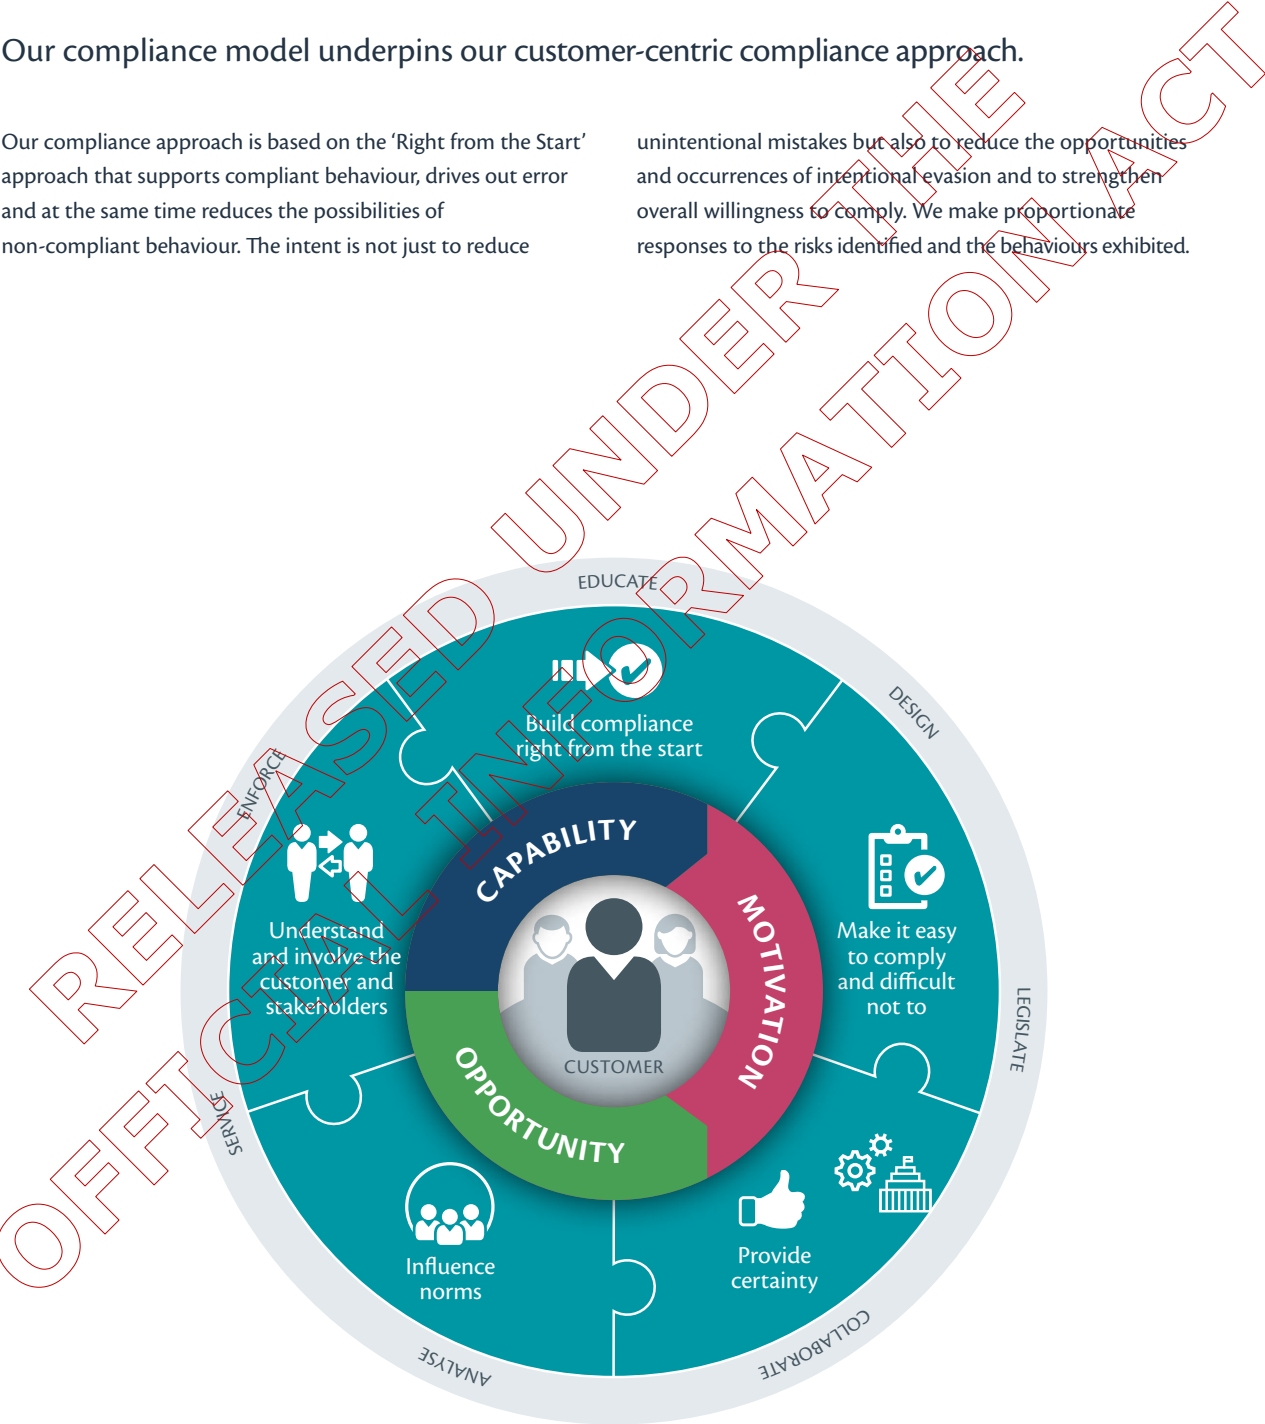 Our compliance model underpins our customer-centric compliance approach.
Our compliance approach is based on the ‘Right from the Start’
approach that supports compliant behaviour, drives out error
and at the same time reduces the possibilities of
non-compliant behaviour. The intent is not just to reduce
unintentional mistakes but also to reduce the opportunities
and occurrences of intentional evasion and to strengthen
overall willingness to comply. We make proportionate
responses to the risks identified and the behaviours exhibited.
RELEASED UNDER THE
OFFICIAL INFORMATION ACT
EDUCATE
DESIGN
LEGISLATE
COLLABORATE
ANALYSE
SERVICE
ENFORCE
Build compliance
right from the start
Make it easy
to comply
and difficult
not to
Provide
certainty
Influence
norms
Understand
and involve the
customer and
stakeholders
CAPABILITY
MOTIVATION
OPPORTUNITY
CUSTOMER